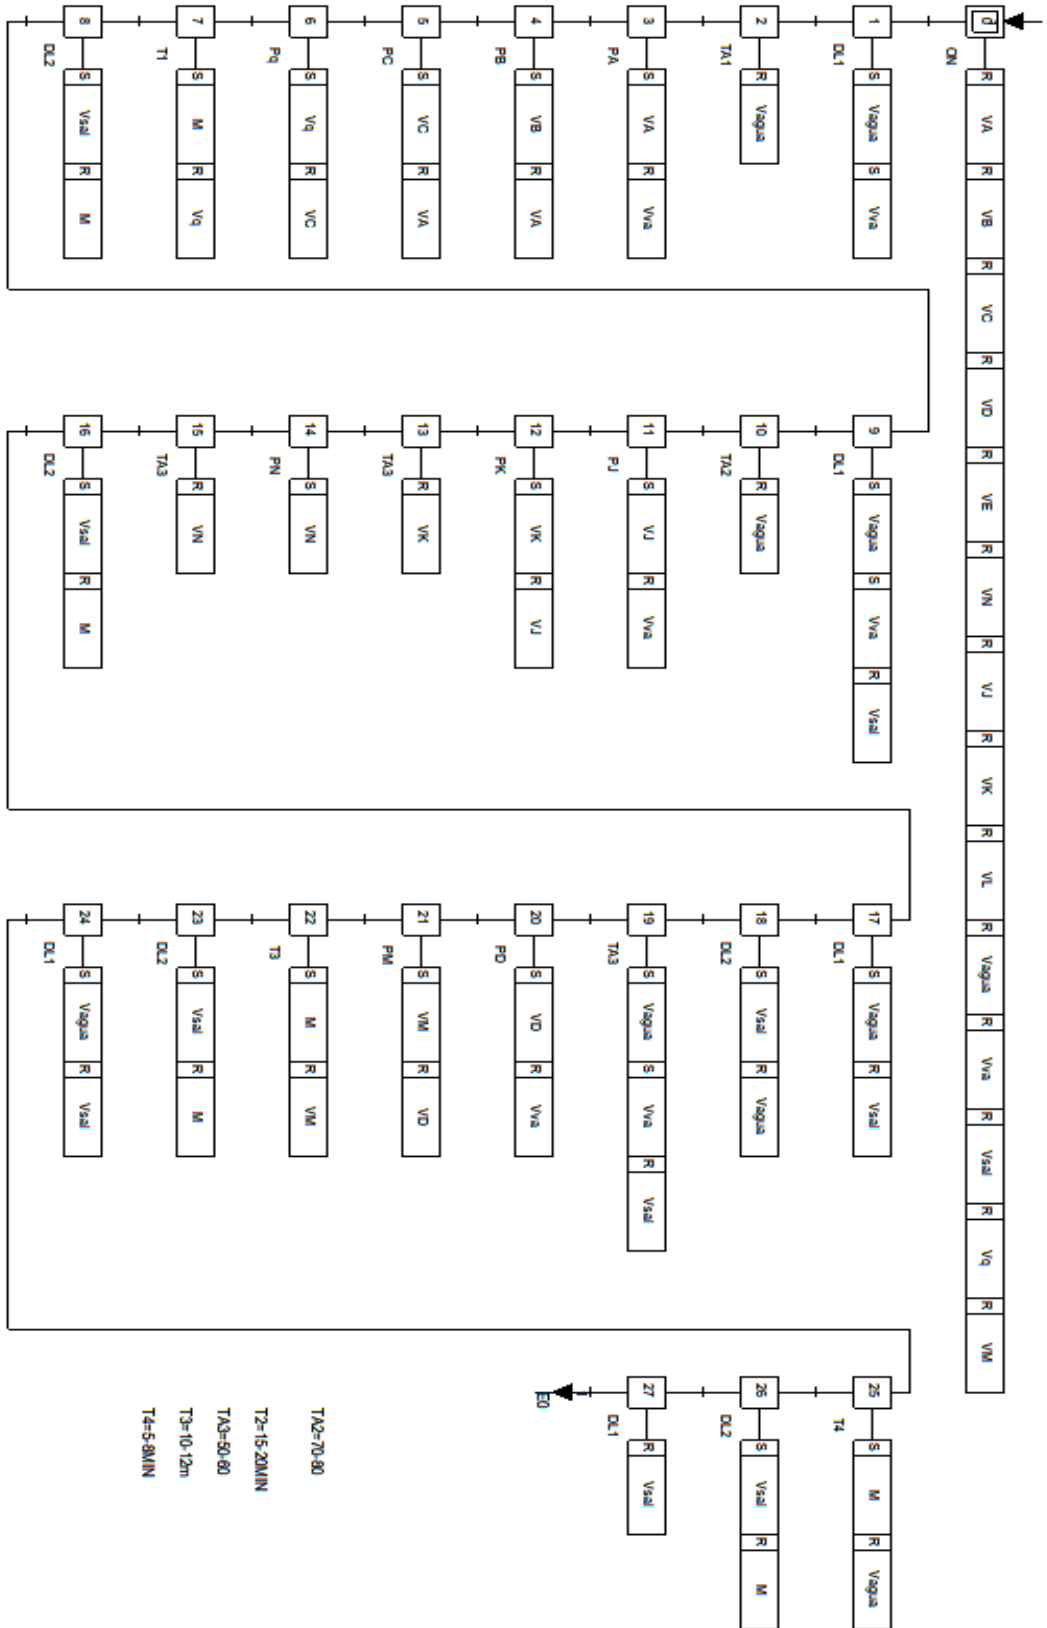 0 R VA R VB R VC R VD R VE R VN R VJ R VK R VL R Vagua R Vva R Vsal R Vq R VM
ON
1 S Vagua S Vva
DL1
2 R Vagua
TA1
3 S VA R Vva
PA
4 S VB R VA
PB
5 S VC R VA
PC
6 S Vq R VC
Pq
7 S M R Vq
T1
8 S Vsal R M
DL2
9 S Vagua S Vva R Vsal
DL1
10 R Vagua
TA2
11 S VJ R Vva
PJ
12 S VK R VJ
PK
13 R VK
TA3
14 S VN
PN
15 R VN
TA3
16 S Vsal R M
DL2
17 S Vagua R Vsal
DL1
18 S Vsal R Vagua
DL2
19 S Vagua S Vva R Vsal
TA3
20 S VD R Vva
PD
21 S VM R VD
PM
22 S M R VM
T3
23 S Vsal R M
DL2
24 S Vagua R Vsal
DL1
25 S M R Vagua
T4
26 S Vsal R M
DL2
27 R Vsal
DL1
E0
TA2=70-80
T2=15-20MIN
TA3=50-60
T3=10-12m
T4=5-8MIN